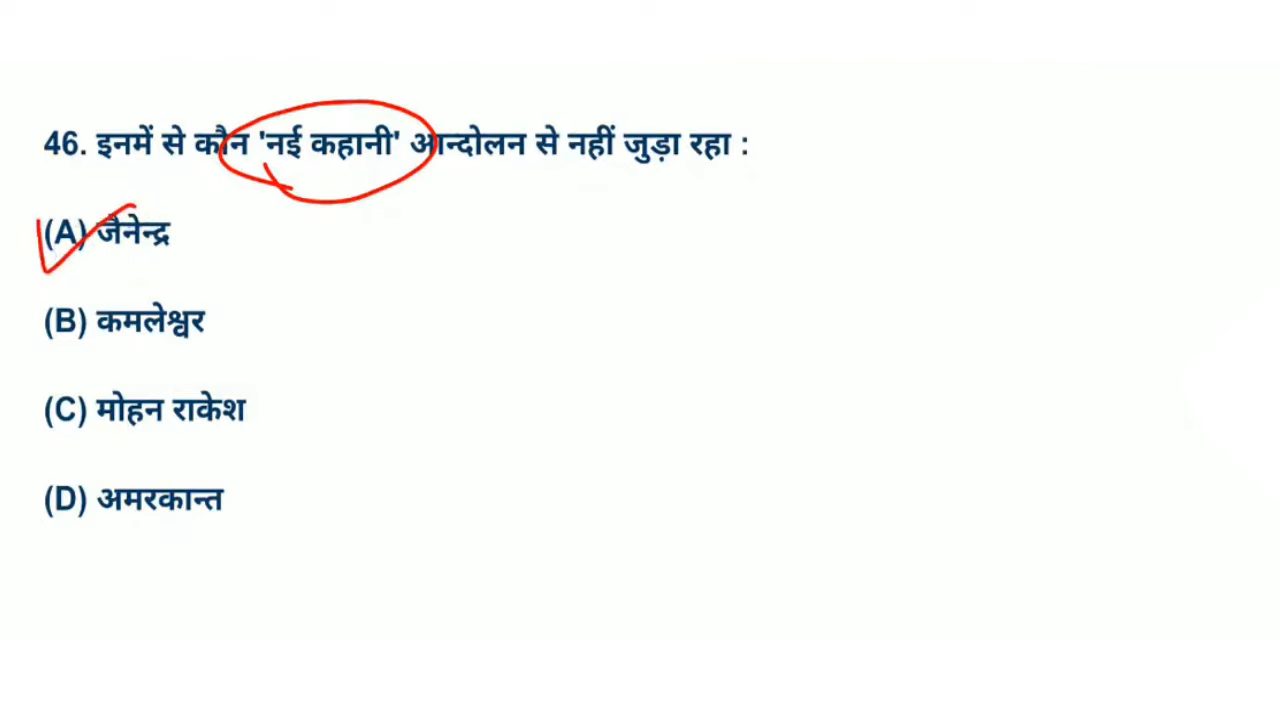 46. इनमें से कौन 'नई कहानी' आन्दोलन से नहीं जुड़ा रहा :
(A) जैनेन्द्र
(B) कमलेश्वर
(C) मोहन राकेश
(D) अमरकान्त